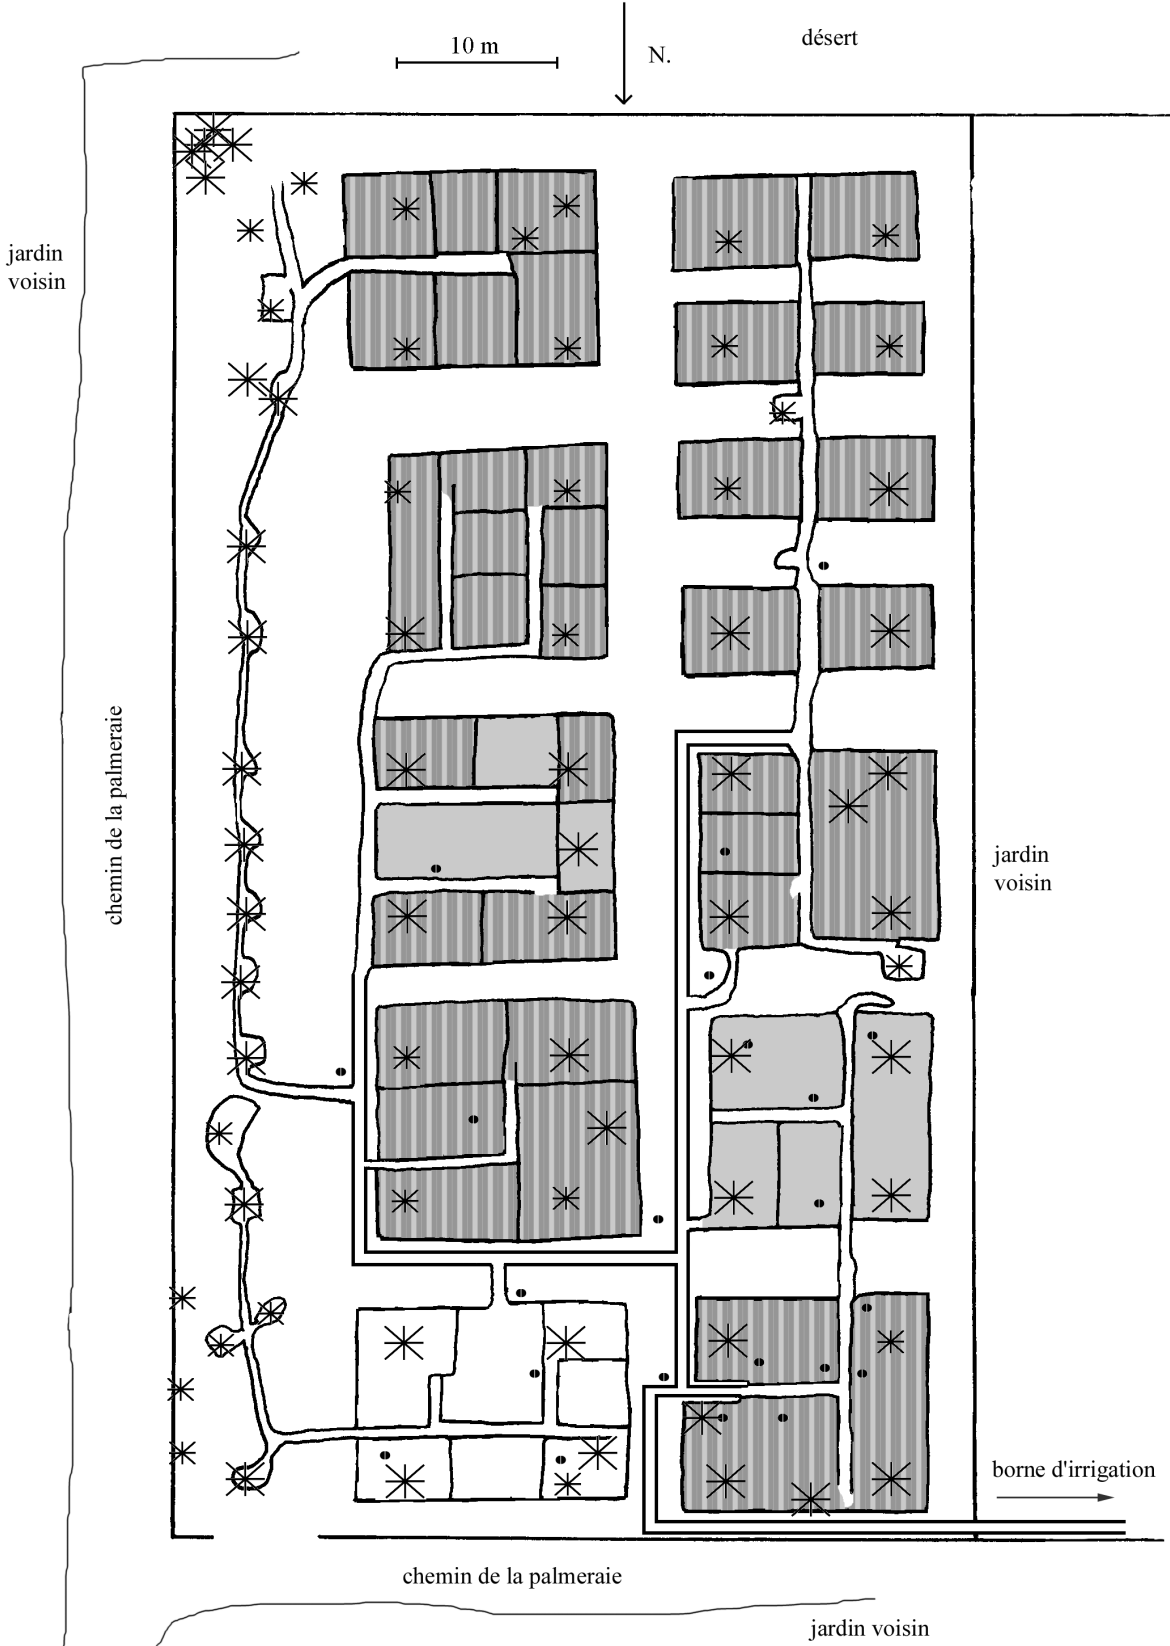 10 m
N.
désert
jardin
voisin
chemin de la palmeraie
jardin
voisin
borne d'irrigation
chemin de la palmeraie
jardin voisin